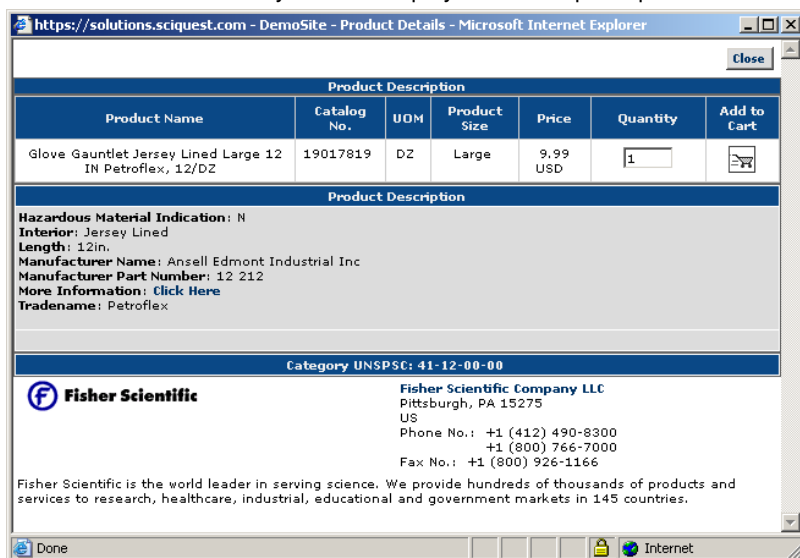 https://solutions.sciquest.com - DemoSite - Product Details - Microsoft Internet Explorer
Close
Product Description
Product Name Catalog No. UOM Product Size Price Quantity Add to Cart
Glove Gauntlet Jersey Lined Large 12 IN Petroflex, 12/DZ 19017819 DZ Large 9.99 USD 1
Product Description
Hazardous Material Indication: N
Interior: Jersey Lined
Length: 12in.
Manufacturer Name: Ansell Edmont Industrial Inc
Manufacturer Part Number: 12 212
More Information: Click Here
Tradename: Petroflex
Category UNSPSC: 41-12-00-00
Fisher Scientific
Fisher Scientific Company LLC
Pittsburgh, PA 15275
US
Phone No.: +1 (412) 490-8300
+1 (800) 766-7000
Fax No.: +1 (800) 926-1166
Fisher Scientific is the world leader in serving science. We provide hundreds of thousands of products and
services to research, healthcare, industrial, educational and government markets in 145 countries.
Done Internet